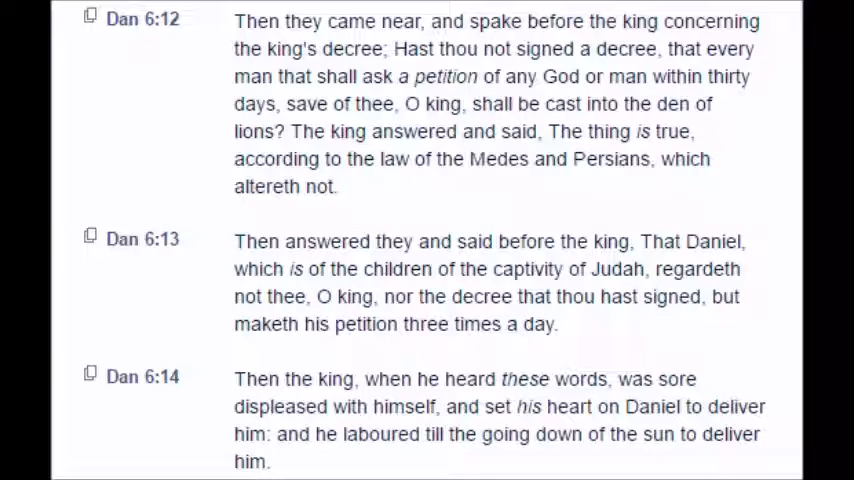 Dan 6:12 Then they came near, and spake before the king concerning
the king's decree; Hast thou not signed a decree, that every
man that shall ask a petition of any God or man within thirty
days, save of thee, O king, shall be cast into the den of
lions? The king answered and said, The thing is true,
according to the law of the Medes and Persians, which
altereth not.
Dan 6:13 Then answered they and said before the king, That Daniel,
which is of the children of the captivity of Judah, regardeth
not thee, O king, nor the decree that thou hast signed, but
maketh his petition three times a day.
Dan 6:14 Then the king, when he heard these words, was sore
displeased with himself, and set his heart on Daniel to deliver
him: and he laboured till the going down of the sun to deliver
him.